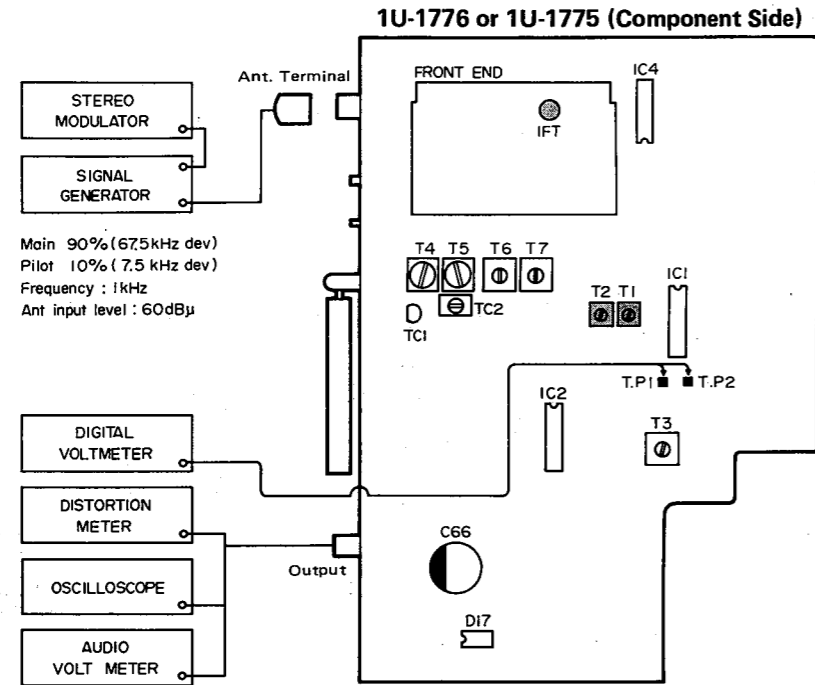 1U-1776 or 1U-1775 (Component Side)
STEREO
MODULATOR
SIGNAL
GENERATOR
Main 90% (67.5kHz dev)
Pilot 10% (7.5 kHz dev)
Frequency : 1kHz
Ant input level : 60dBμ
Ant. Terminal
FRONT END
IFT
IC4
T4 T5 T6 T7
TC1
TC2
T2 T1
IC1
T.P1 T.P2
IC2
T3
DIGITAL
VOLTMETER
DISTORTION
METER
OSCILLOSCOPE
AUDIO
VOLT METER
Output
C66
D17